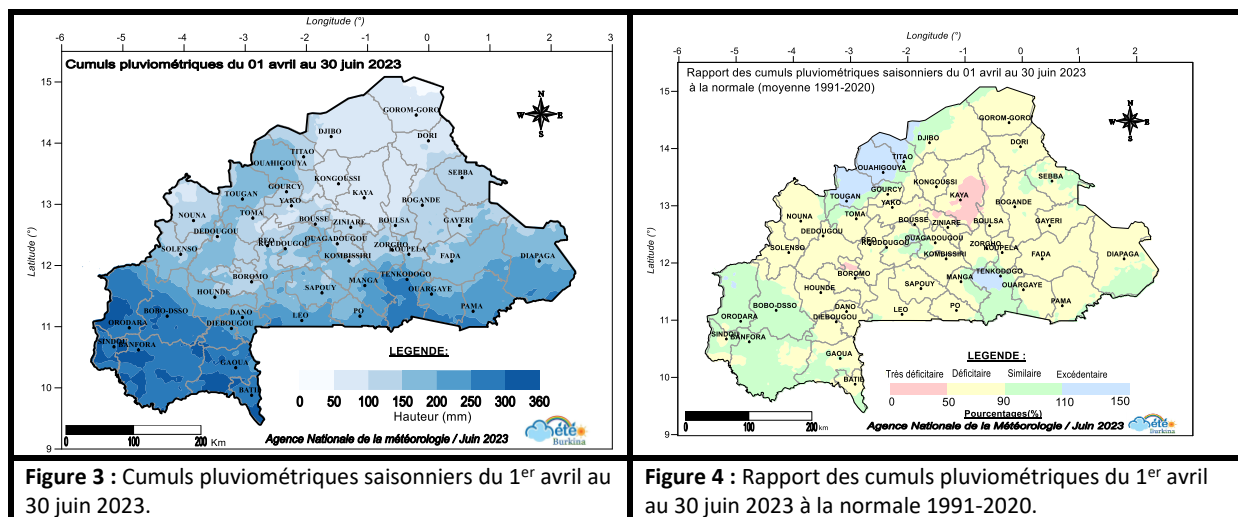 Longitude (°)
-6 -5 -4 -3 -2 -1 0 1 2 3
Cumuls pluviométriques du 01 avril au 30 juin 2023
15
14
13
12
11
10
9
Latitude (°)
N
W E
S
GOROM-GORO
DJIBO
DORI
TITAO
OUAHIGOUYA
SEBBA
KONGOUSSI
TOUGAN
GOURCY
KAYA
YAKO
BOGANDE
NOUNA
TOMA
BOUSSE
ZINIARE
BOULSA
GAYERI
DEDOUGOU
OUAGADOUGOU
SOLENSO
REO
KOUDOUGOU
ZORGHO
KOUPELA
KOMBISSIRI
FADA
DIAPAGA
BOROMO
TENKODOGO
HOUNDE
SAPOUY
MANGA
OUARGAYE
BOBO-DSSO
DANO
LEO
PO
PAMA
ORODARA
DIEBOUGOU
SINDOU
BANFORA
GAOUA
BATIE
LEGENDE:
0 50 100 150 200 250 300 360
Hauteur (mm)
0 100 200 Km
Agence Nationale de la météorologie / Juin 2023
Météo
Burkina
Figure 3 : Cumuls pluviométriques saisonniers du 1er avril au
30 juin 2023.
Longitude (°)
-6 -5 -4 -3 -2 -1 0 1 2 3
Rapport des cumuls pluviométriques saisonniers du 01 avril au 30 juin 2023
à la normale (moyenne 1991-2020)
15
14
13
12
11
10
9
Latitude (°)
N
W E
S
GOROM-GOROI
DJIBO
DORI
TITAO
OUAHIGOUYA
SEBBA
KONGOUSSI
TOUGAN
GOURCY
KAYA
YAKO
BOGANDE
NOUNA
TOMA
BOUSSE
ZINIARE
BOULSA
GAYERI
DEDOUGOU
OUAGADOUGOU
SOLENSO
REO
KOUDOUGOU
ZORGHO
KOUPELA
KOMBISSIRI
FADA
DIAPAGA
BOROMO
TENKODOGO
HOUNDE
SAPOUY
MANGA
OUARGAYE
BOBO-DSSO
DANO
LEO
PO
PAMA
ORODARA
DIEBOUGOU
SINDOU
BANFORA
GAOUA
BATIE
LEGENDE :
Très déficitaire Déficitaire Similaire Excédentaire
0 50 90 110 150
Pourcentages(%)
0 100 200 km
Agence Nationale de la Météorologie / Juin 2023
Météo
Burkina
Figure 4 : Rapport des cumuls pluviométriques du 1er avril
au 30 juin 2023 à la normale 1991-2020.